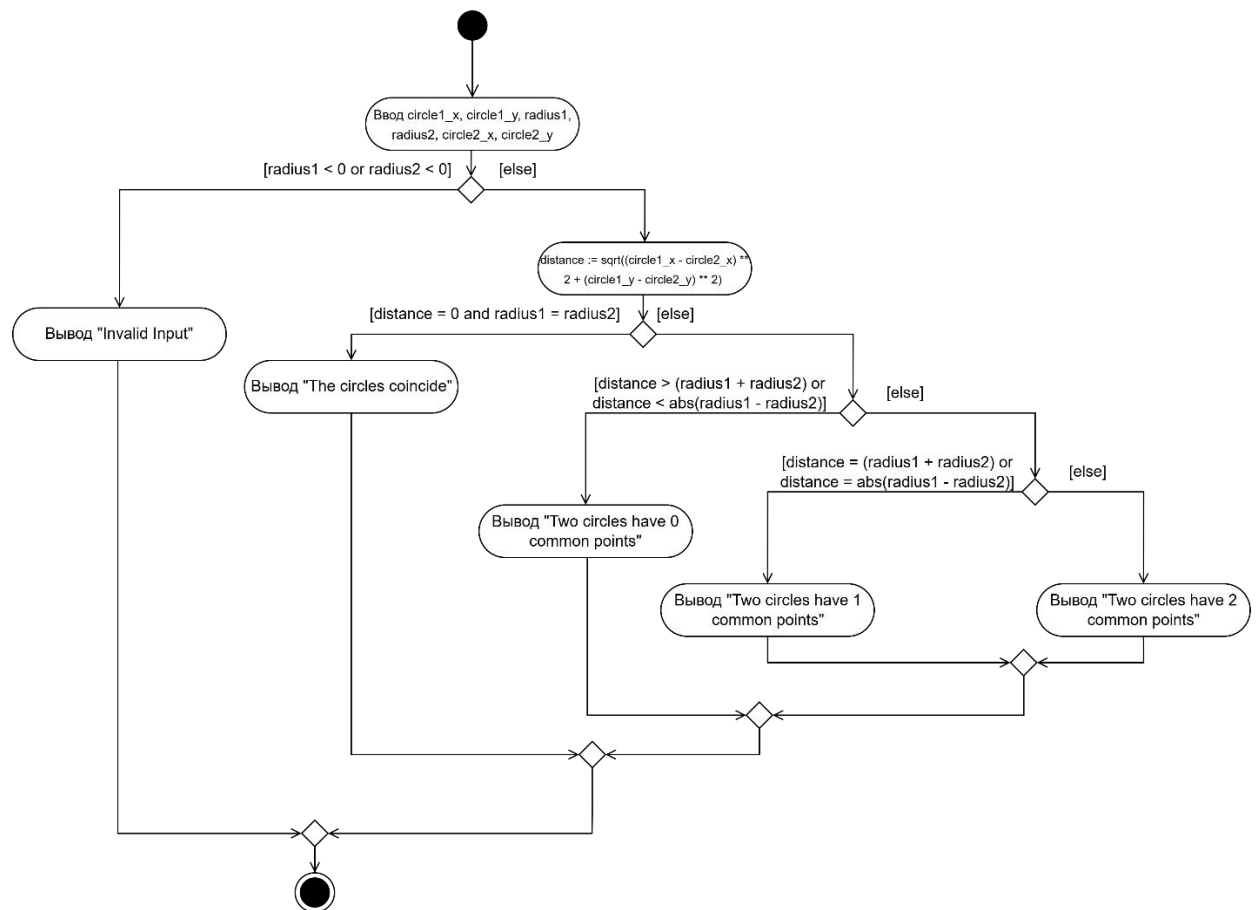 Ввод circle1_x, circle1_y, radius1,
radius2, circle2_x, circle2_y
[radius1 < 0 or radius2 < 0]
[else]
distance := sqrt((circle1_x - circle2_x) **
2 + (circle1_y - circle2_y) ** 2)
[distance = 0 and radius1 = radius2]
[else]
Вывод "Invalid Input"
Вывод "The circles coincide"
[distance > (radius1 + radius2) or
distance < abs(radius1 - radius2)]
[else]
[distance = (radius1 + radius2) or
distance = abs(radius1 - radius2)]
[else]
Вывод "Two circles have 0
common points"
Вывод "Two circles have 1
common points"
Вывод "Two circles have 2
common points"